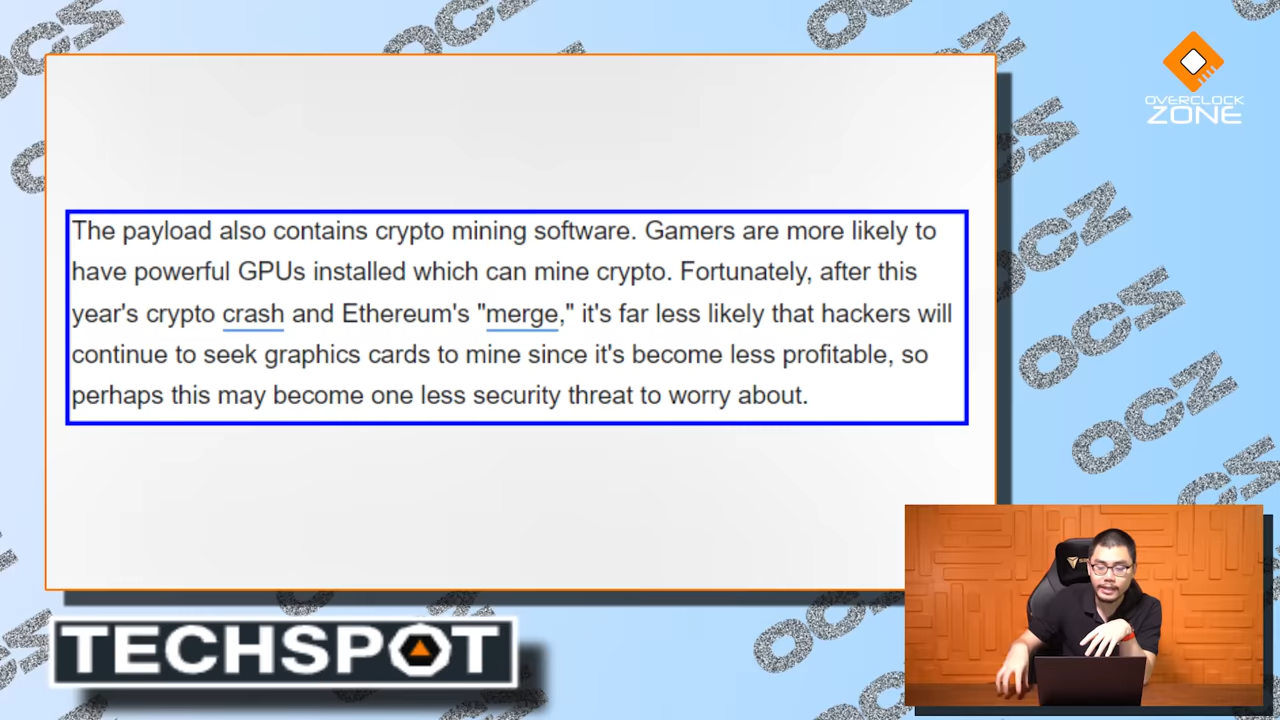 OVERCLOCK
ZONE
The payload also contains crypto mining software. Gamers are more likely to
have powerful GPUs installed which can mine crypto. Fortunately, after this
year's crypto crash and Ethereum's "merge," it's far less likely that hackers will
continue to seek graphics cards to mine since it's become less profitable, so
perhaps this may become one less security threat to worry about.
TECHSPOT